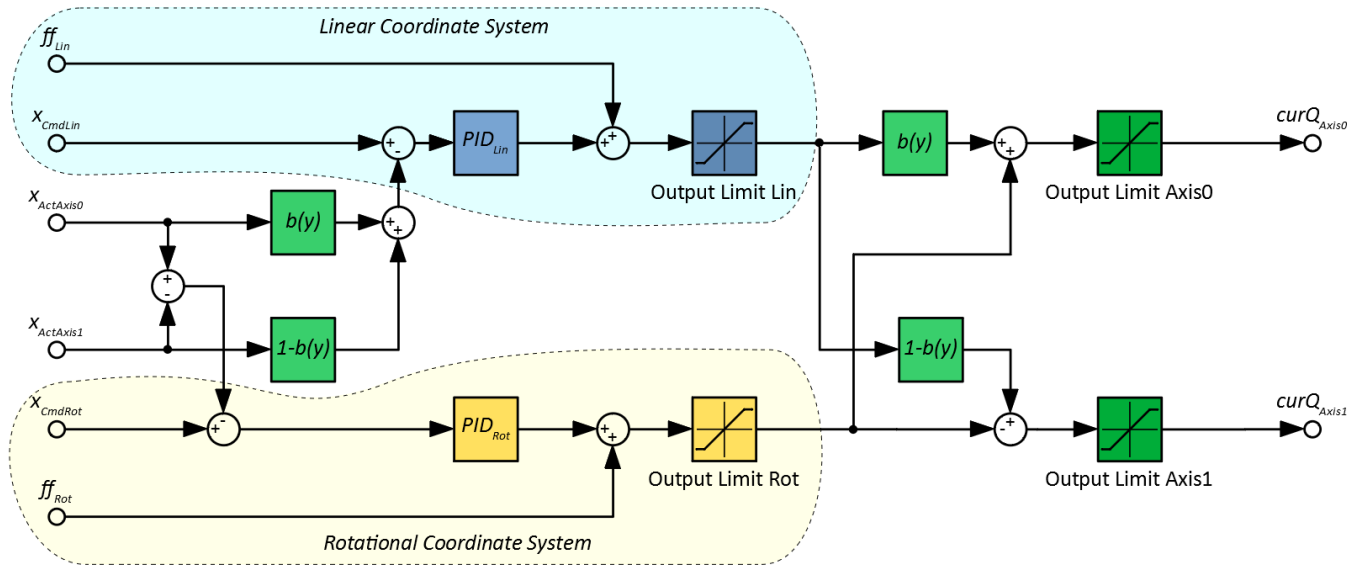 Linear Coordinate System
ff_Lin
x_CmdLin
+
-
PID_Lin
+
+
Output Limit Lin
b(y)
+
+
Output Limit Axis0
curQ_Axis0
x_ActAxis0
b(y)
+
+
+
-
x_ActAxis1
1-b(y)
1-b(y)
x_CmdRot
+
-
PID_Rot
+
+
Output Limit Rot
-
+
Output Limit Axis1
curQ_Axis1
ff_Rot
Rotational Coordinate System